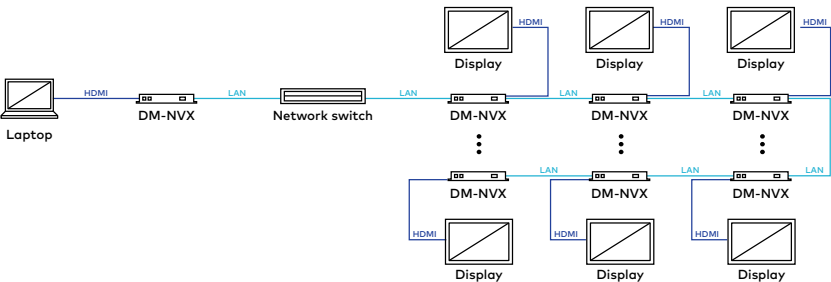 HDMI
HDMI
HDMI
Display
Display
Display
HDMI
LAN
LAN
LAN
LAN
Laptop
DM-NVX
Network switch
DM-NVX
DM-NVX
DM-NVX
LAN
LAN
LAN
DM-NVX
DM-NVX
DM-NVX
HDMI
HDMI
HDMI
Display
Display
Display